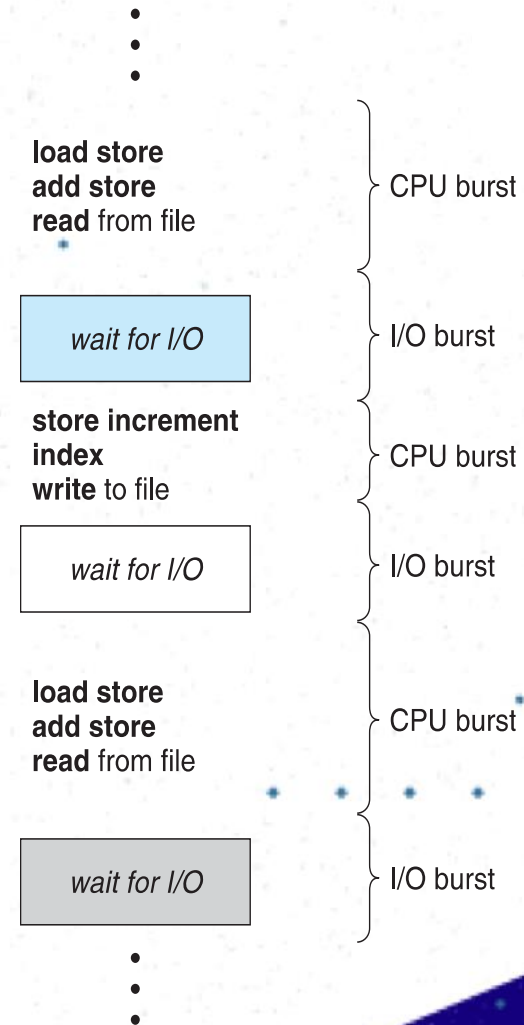 load store
add store
read from file
CPU burst
wait for I/O
I/O burst
store increment
index
write to file
CPU burst
wait for I/O
I/O burst
load store
add store
read from file
CPU burst
wait for I/O
I/O burst